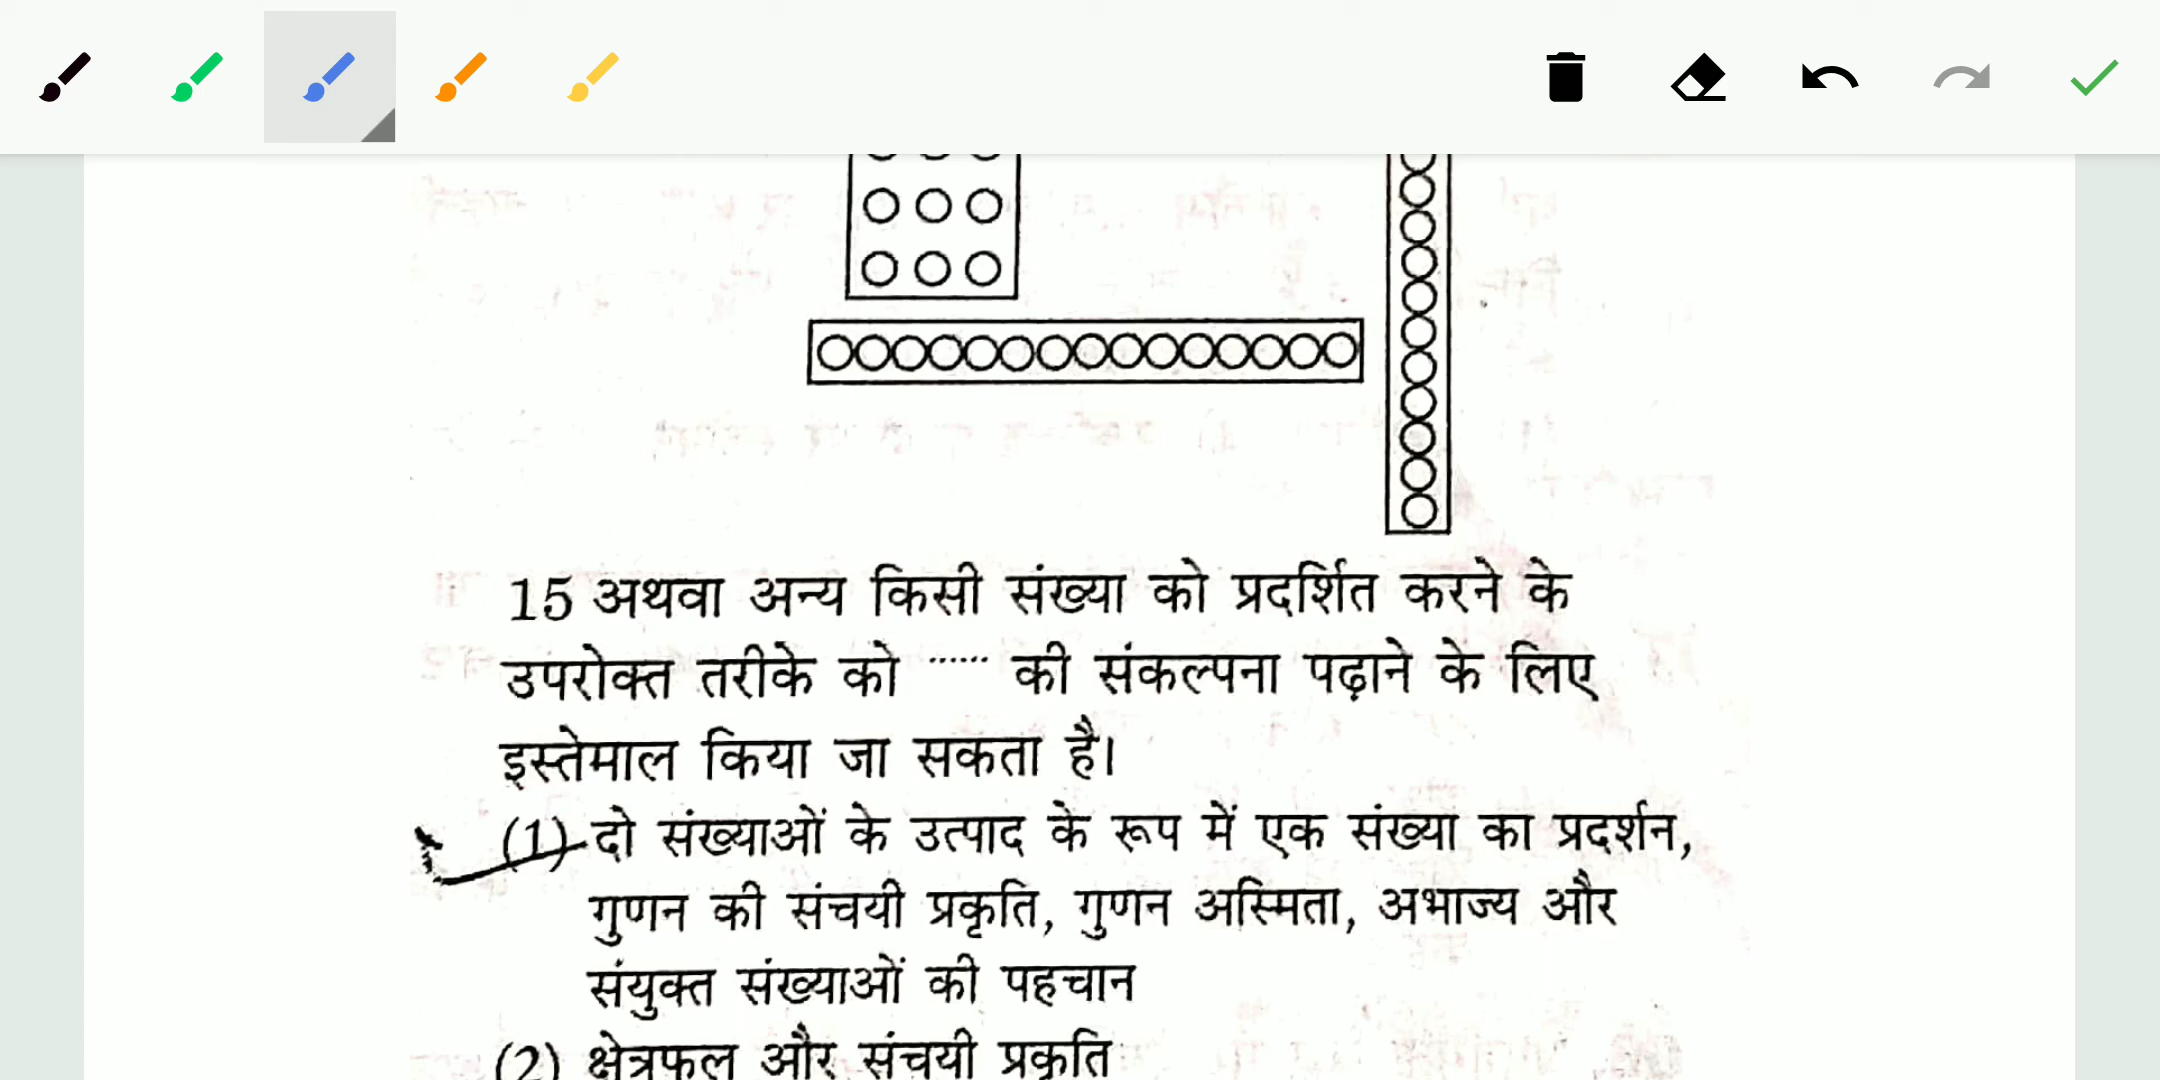 15 अथवा अन्य किसी संख्या को प्रदर्शित करने के
उपरोक्त तरीके को ...... की संकल्पना पढ़ाने के लिए
इस्तेमाल किया जा सकता है।
(1) दो संख्याओं के उत्पाद के रूप में एक संख्या का प्रदर्शन,
गुणन की संचयी प्रकृति, गुणन अस्मिता, अभाज्य और
संयुक्त संख्याओं की पहचान
(2) क्षेत्रफल और संचयी प्रकृति